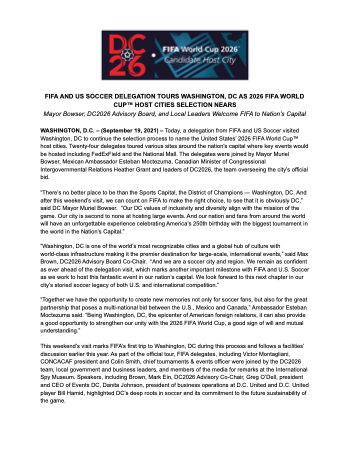 DC
26
FIFA World Cup 2026™
Candidate Host City
FIFA AND US SOCCER DELEGATION TOURS WASHINGTON, DC AS 2026 FIFA WORLD
CUP™ HOST CITIES SELECTION NEARS
Mayor Bowser, DC2026 Advisory Board, and Local Leaders Welcome FIFA to Nation's Capital
WASHINGTON, D.C. – (September 19, 2021) – Today, a delegation from FIFA and US Soccer visited
Washington, DC to continue the selection process to name the United States' 2026 FIFA World Cup™
host cities. Twenty-four delegates toured various sites around the nation's capital where key events would
be hosted including FedExField and the National Mall. The delegates were joined by Mayor Muriel
Bowser, Mexican Ambassador Esteban Moctezuma, Canadian Minister of Congressional
Intergovernmental Relations Heather Grant and leaders of DC2026, the team overseeing the city's official
bid.
"There's no better place to be than the Sports Capital, the District of Champions — Washington, DC. And
after this weekend's visit, we can count on FIFA to make the right choice, to see that it is obviously DC,"
said DC Mayor Muriel Bowser. "Our DC values of inclusivity and diversity align with the mission of the
game. Our city is second to none at hosting large events. And our nation and fans from around the world
will have an unforgettable experience celebrating America's 250th birthday with the biggest tournament in
the world in the Nation's Capital."
"Washington, DC is one of the world's most recognizable cities and a global hub of culture with
world-class infrastructure making it the premier destination for large-scale, international events," said Max
Brown, DC2026 Advisory Board Co-Chair. "And we are a soccer city and region. We remain as confident
as ever ahead of the delegation visit, which marks another important milestone with FIFA and U.S. Soccer
as we work to host this fantastic event in our nation's capital. We look forward to this next chapter in our
city's storied soccer legacy of both U.S. and international competition."
"Together we have the opportunity to create new memories not only for soccer fans, but also for the great
partnership that poses a multi-national bid between the U.S., Mexico and Canada," Ambassador Esteban
Moctezuma said. "Being Washington, DC, the epicenter of American foreign relations, it can also provide
a good opportunity to strengthen our unity with the 2026 FIFA World Cup, a good sign of will and mutual
understanding."
This weekend's visit marks FIFA's first trip to Washington, DC during this process and follows a facilities'
discussion earlier this year. As part of the official tour, FIFA delegates, including Victor Montagliani,
CONCACAF president and Colin Smith, chief tournaments & events officer were joined by the DC2026
team, local government and business leaders, and members of the media for remarks at the International
Spy Museum. Speakers, including Brown, Mark Ein, DC2026 Advisory Co-Chair, Greg O'Dell, president
and CEO of Events DC, Danita Johnson, president of business operations at D.C. United and D.C. United
player Bill Hamid, highlighted DC's deep roots in soccer and its commitment to the future sustainability of
the game.